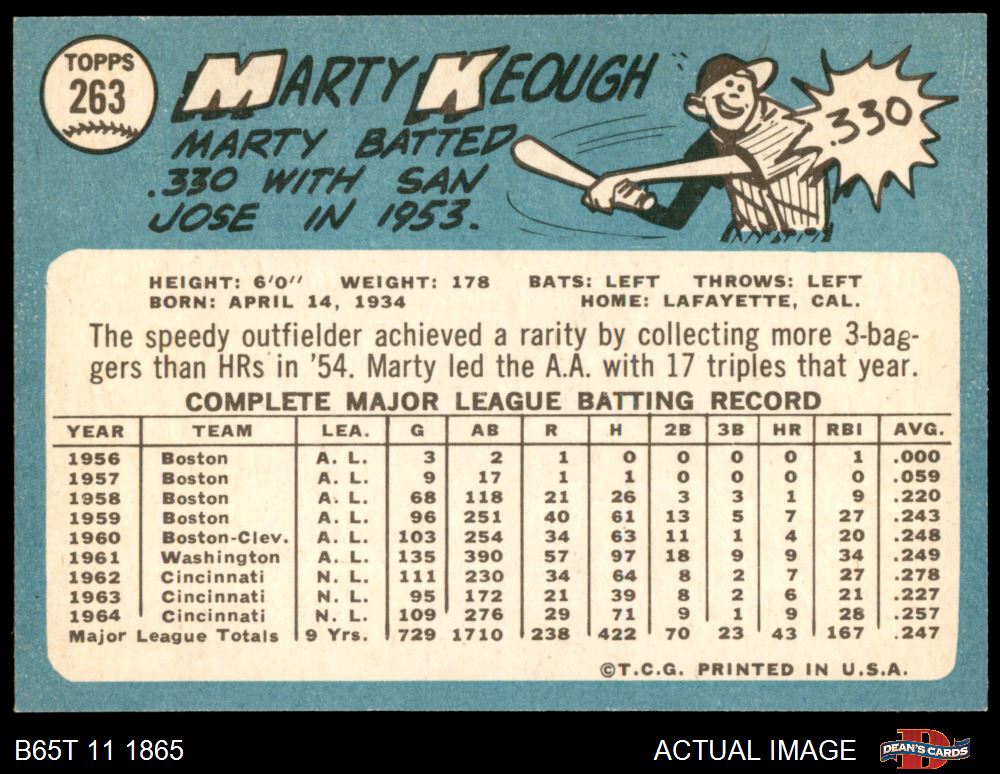 TOPPS
263
MARTY KEOUGH
MARTY BATTED
.330 WITH SAN
JOSE IN 1953.
.330
HEIGHT: 6'0" WEIGHT: 178 BATS: LEFT THROWS: LEFT
BORN: APRIL 14, 1934 HOME: LAFAYETTE, CAL.
The speedy outfielder achieved a rarity by collecting more 3-bag-
gers than HRs in '54. Marty led the A.A. with 17 triples that year.
COMPLETE MAJOR LEAGUE BATTING RECORD
YEAR TEAM LEA. G AB R H 2B 3B HR RBI AVG.
1956 Boston A. L. 3 2 1 0 0 0 0 1 .000
1957 Boston A. L. 9 17 1 1 0 0 0 0 .059
1958 Boston A. L. 68 118 21 26 3 3 1 9 .220
1959 Boston A. L. 96 251 40 61 13 5 7 27 .243
1960 Boston-Clev. A. L. 103 254 34 63 11 1 4 20 .248
1961 Washington A. L. 135 390 57 97 18 9 9 34 .249
1962 Cincinnati N. L. 111 230 34 64 8 2 7 27 .278
1963 Cincinnati N. L. 95 172 21 39 8 2 6 21 .227
1964 Cincinnati N. L. 109 276 29 71 9 1 9 28 .257
Major League Totals 9 Yrs. 729 1710 238 422 70 23 43 167 .247
©T.C.G. PRINTED IN U.S.A.
B65T 11 1865 ACTUAL IMAGE DEAN'S CARDS